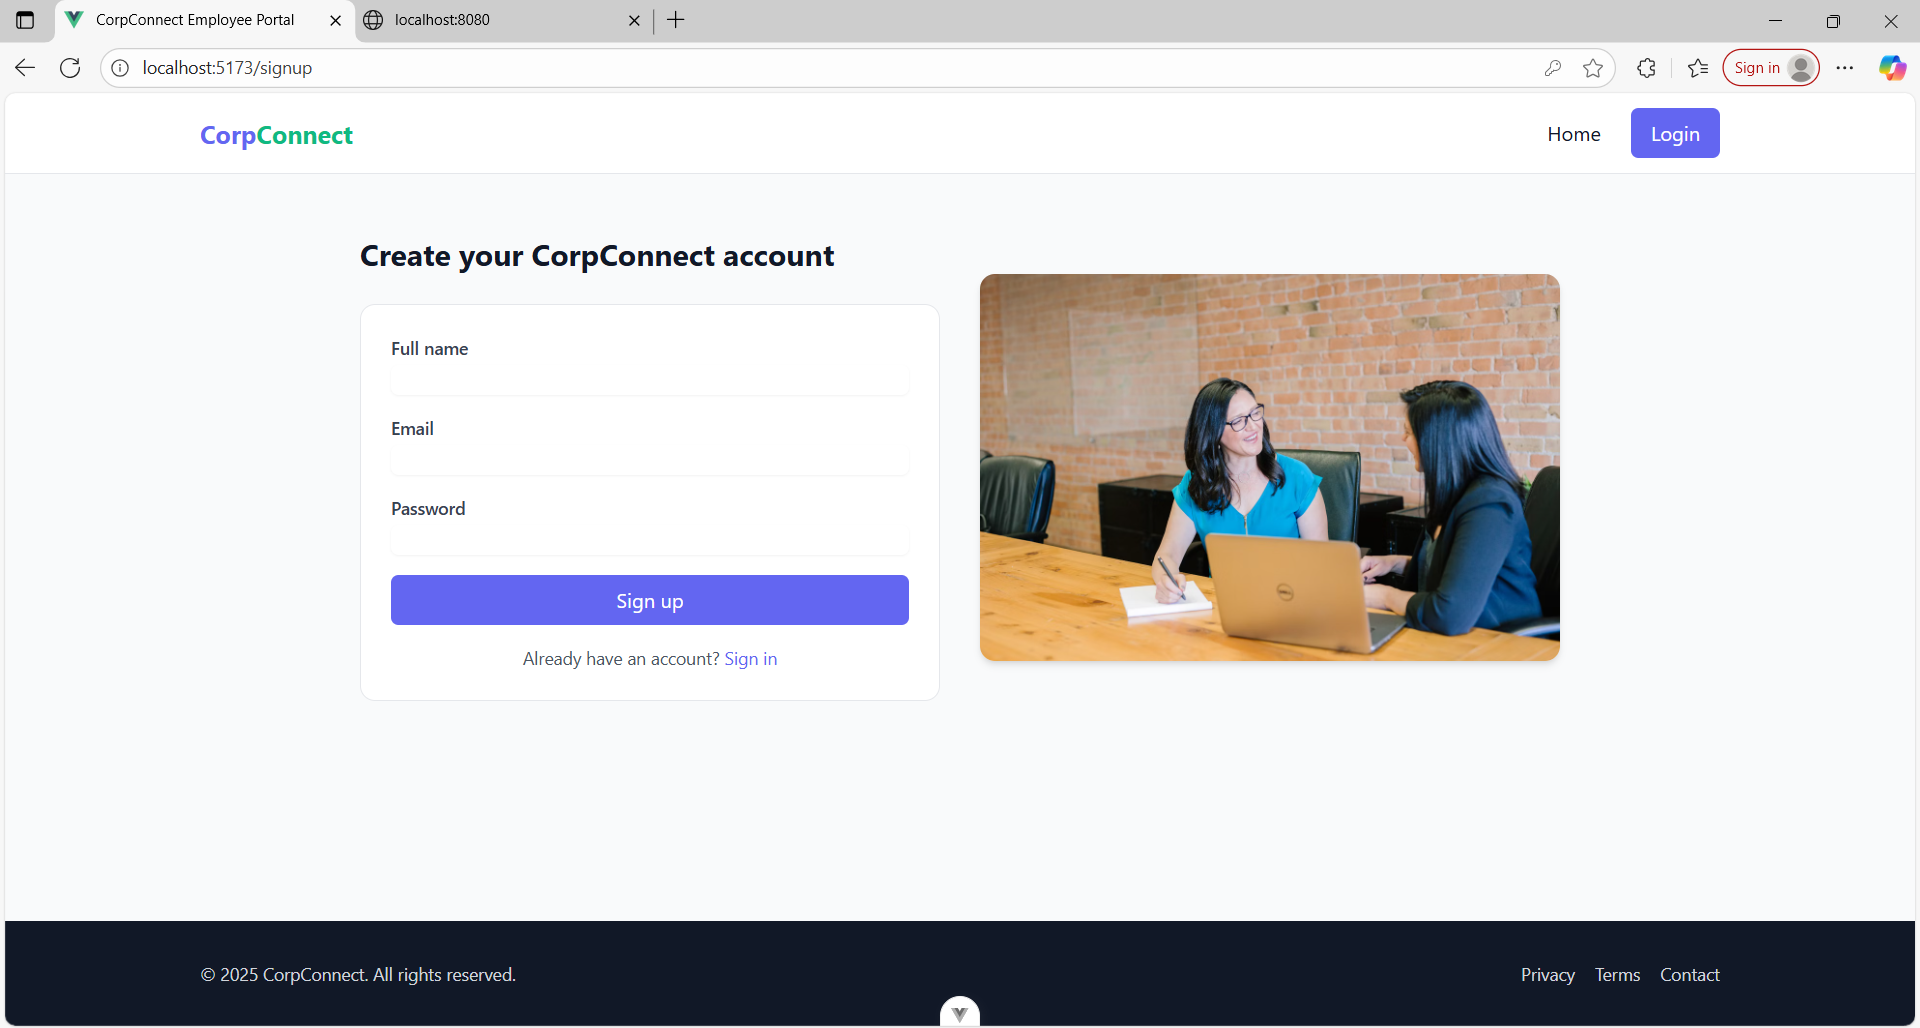 CorpConnect Employee Portal
localhost:8080
localhost:5173/signup
Sign in
CorpConnect
Home
Login
Create your CorpConnect account
Full name
Email
Password
Sign up
Already have an account? Sign in
© 2025 CorpConnect. All rights reserved.
Privacy
Terms
Contact